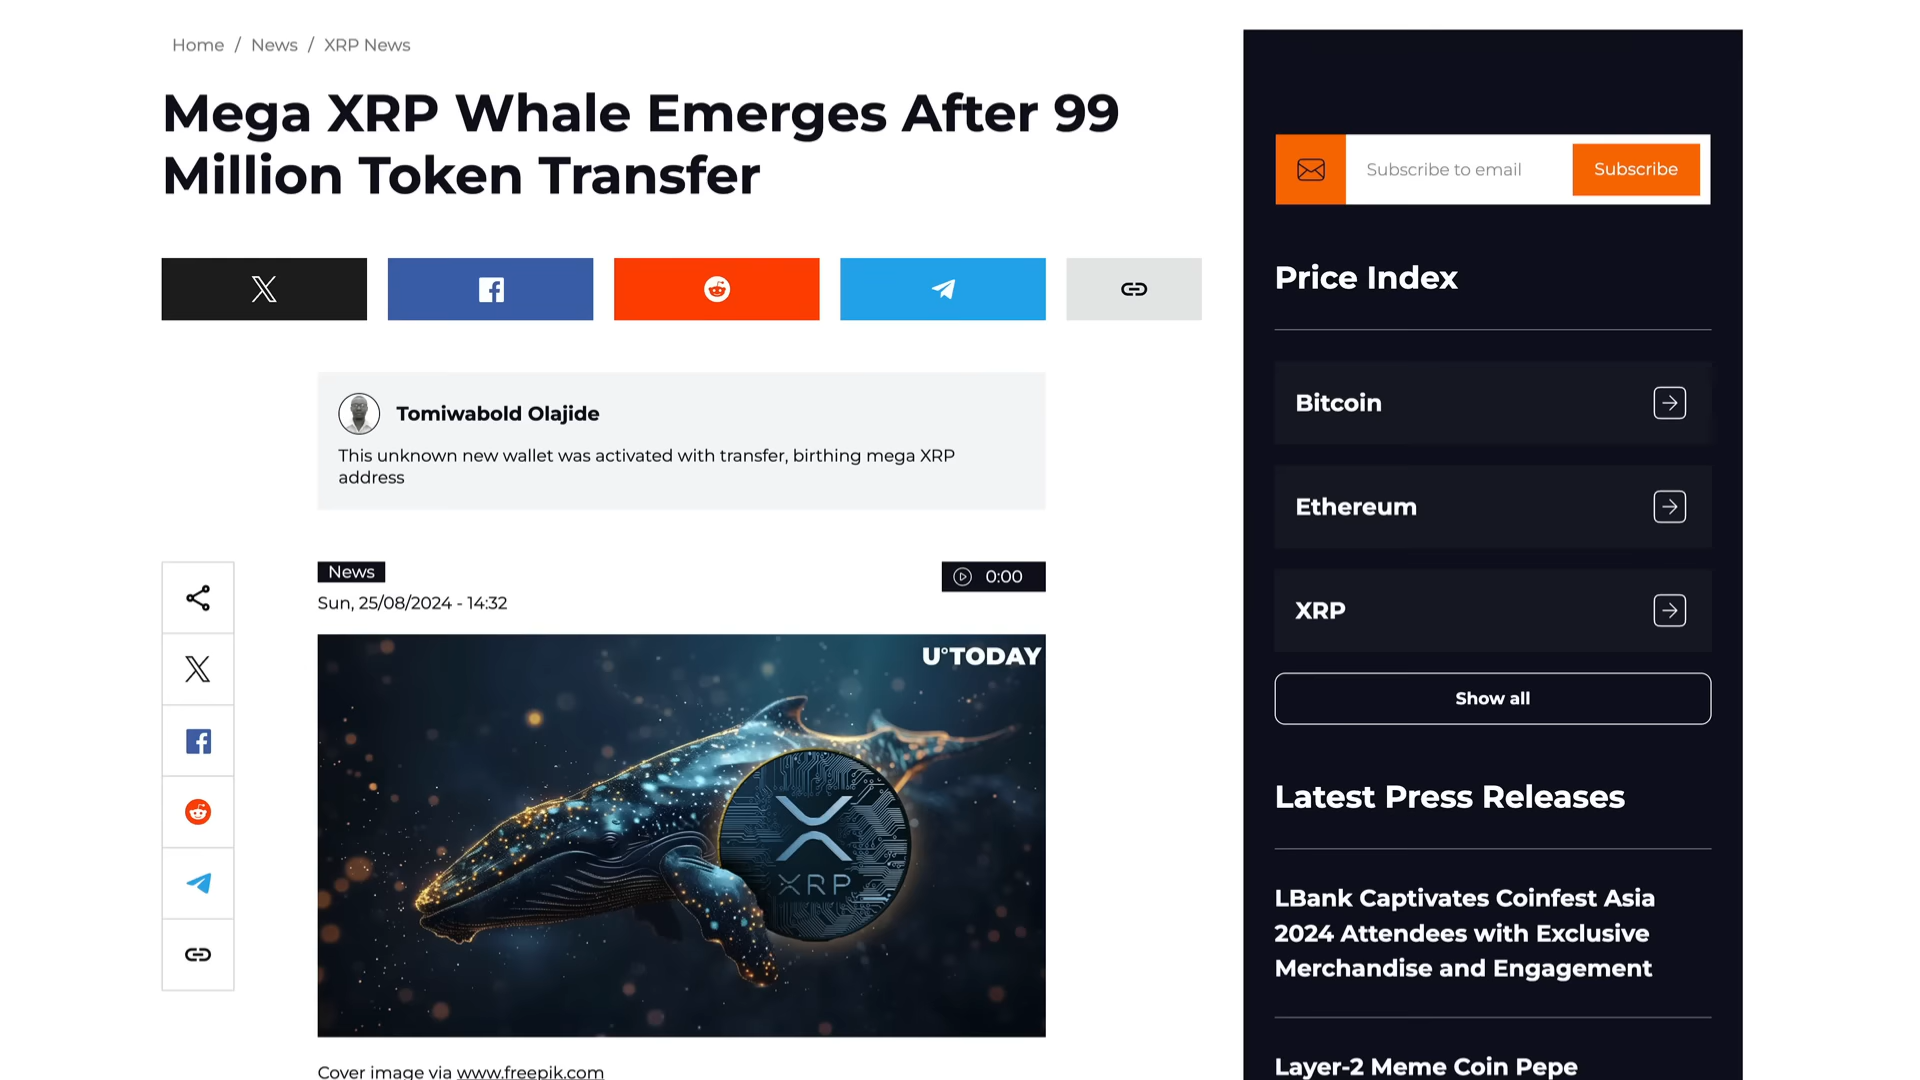 Home / News / XRP News
Mega XRP Whale Emerges After 99
Million Token Transfer
Tomiwabold Olajide
This unknown new wallet was activated with transfer, birthing mega XRP
address
News
0:00
Sun, 25/08/2024 - 14:32
U°TODAY
XRP
Cover image via www.freepik.com
Subscribe to email
Subscribe
Price Index
Bitcoin
Ethereum
XRP
Show all
Latest Press Releases
LBank Captivates Coinfest Asia
2024 Attendees with Exclusive
Merchandise and Engagement
Layer-2 Meme Coin Pepe